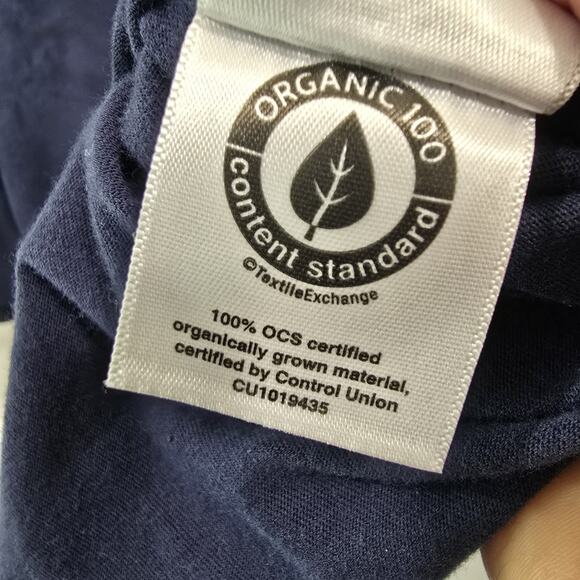 ORGANIC 100
content standard
©TextileExchange
100% OCS certified
organically grown material,
certified by Control Union
CU1019435